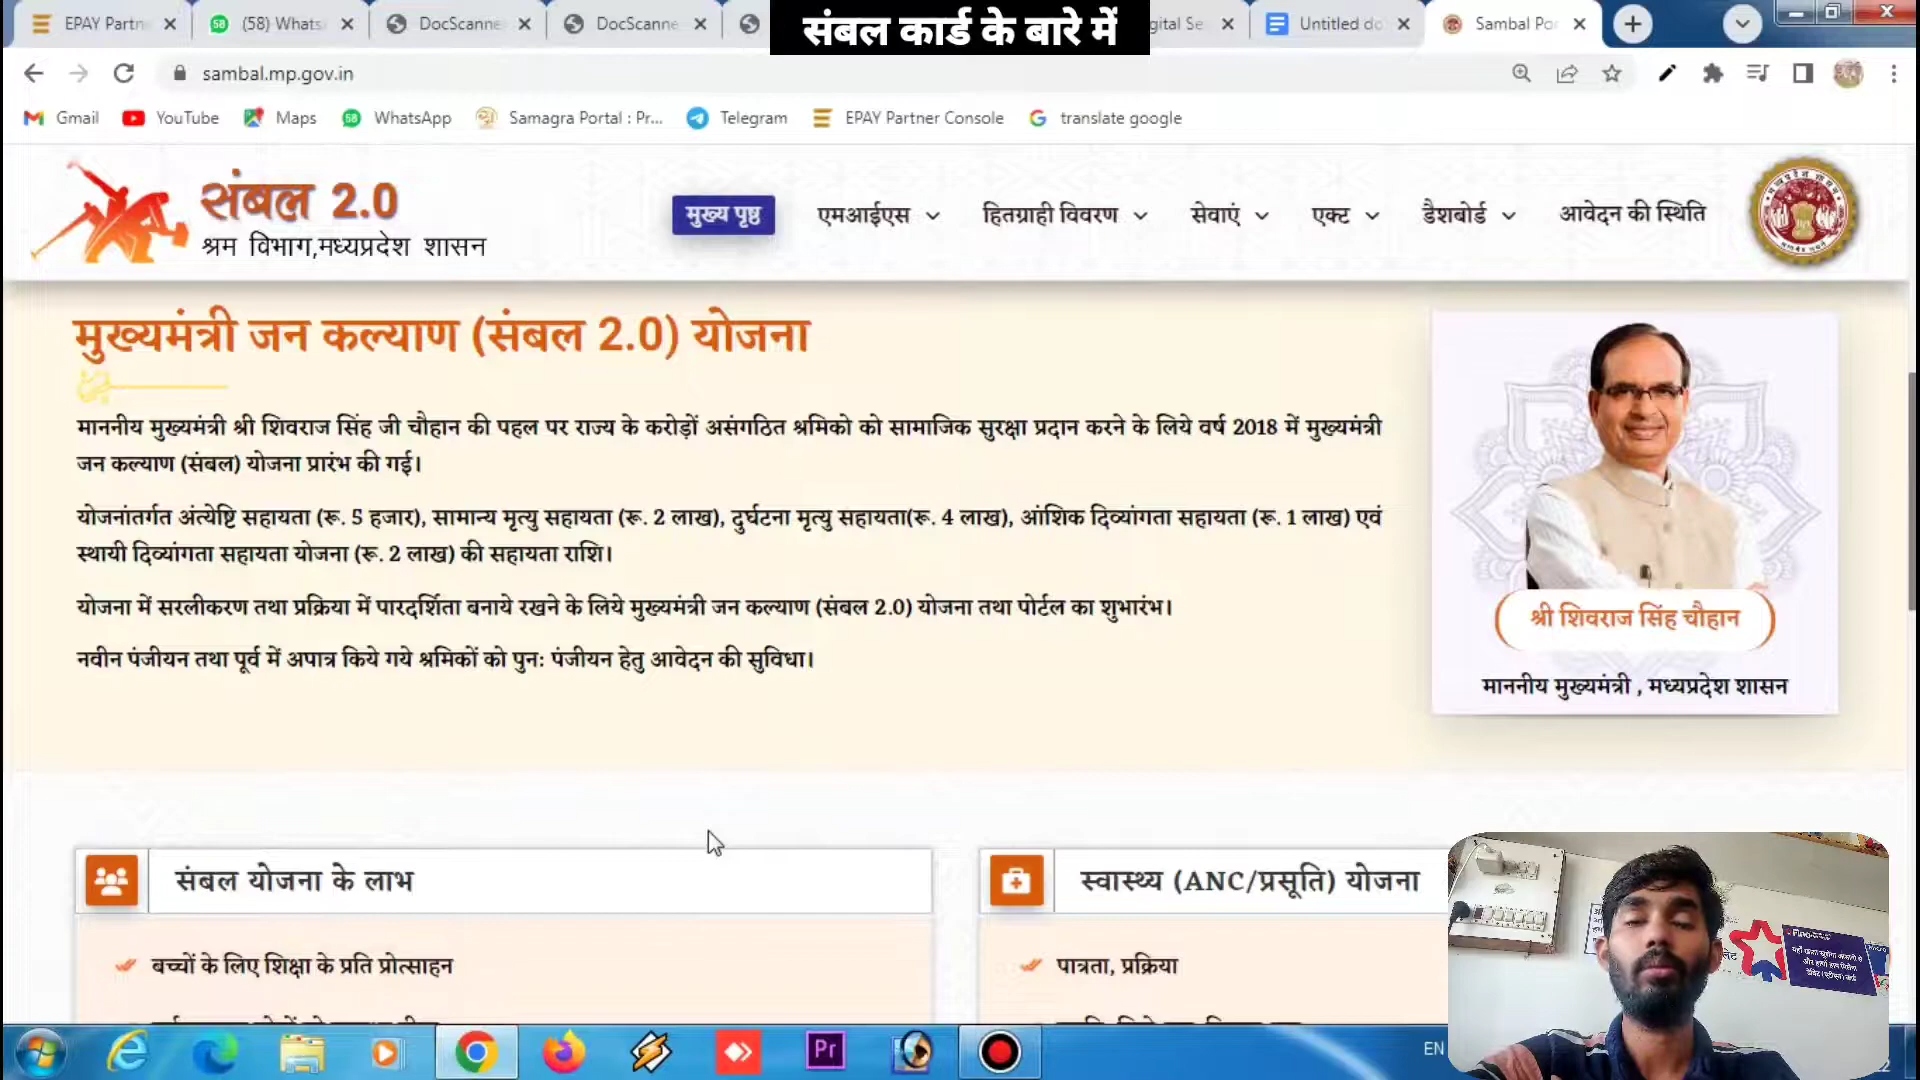 संबल कार्ड के बारे में
EPAY Partn
(58) Whats
DocScanne
DocScanne
gital Se
Untitled do
Sambal Por
sambal.mp.gov.in
Gmail
YouTube
Maps
58
WhatsApp
Samagra Portal : Pr...
Telegram
EPAY Partner Console
translate google
संबल 2.0
श्रम विभाग,मध्यप्रदेश शासन
मुख्य पृष्ठ
एमआईएस
हितग्राही विवरण
सेवाएं
एक्ट
डैशबोर्ड
आवेदन की स्थिति
मुख्यमंत्री जन कल्याण (संबल 2.0) योजना
माननीय मुख्यमंत्री श्री शिवराज सिंह जी चौहान की पहल पर राज्य के करोड़ों असंगठित श्रमिको को सामाजिक सुरक्षा प्रदान करने के लिये वर्ष 2018 में मुख्यमंत्री
जन कल्याण (संबल) योजना प्रारंभ की गई।
योजनांतर्गत अंत्येष्टि सहायता (रू. 5 हजार), सामान्य मृत्यु सहायता (रू. 2 लाख), दुर्घटना मृत्यु सहायता(रू. 4 लाख), आंशिक दिव्यांगता सहायता (रू. 1 लाख) एवं
स्थायी दिव्यांगता सहायता योजना (रू. 2 लाख) की सहायता राशि।
योजना में सरलीकरण तथा प्रक्रिया में पारदर्शिता बनाये रखने के लिये मुख्यमंत्री जन कल्याण (संबल 2.0) योजना तथा पोर्टल का शुभारंभ।
नवीन पंजीयन तथा पूर्व में अपात्र किये गये श्रमिकों को पुनः पंजीयन हेतु आवेदन की सुविधा।
श्री शिवराज सिंह चौहान
माननीय मुख्यमंत्री , मध्यप्रदेश शासन
संबल योजना के लाभ
स्वास्थ्य (ANC/प्रसूति) योजना
बच्चों के लिए शिक्षा के प्रति प्रोत्साहन
पात्रता, प्रक्रिया
Fino
Pr
EN